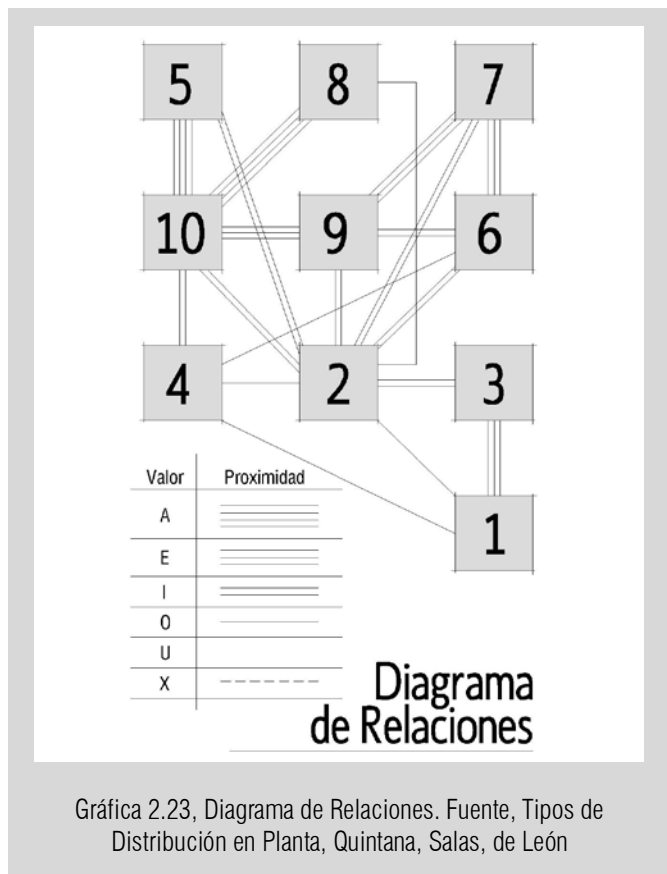 5 8 7
10 9 6
4 2 3
1
Valor Proximidad
A
E
I
O
U
X
Diagrama
de Relaciones
Gráfica 2.23, Diagrama de Relaciones. Fuente, Tipos de
Distribución en Planta, Quintana, Salas, de León